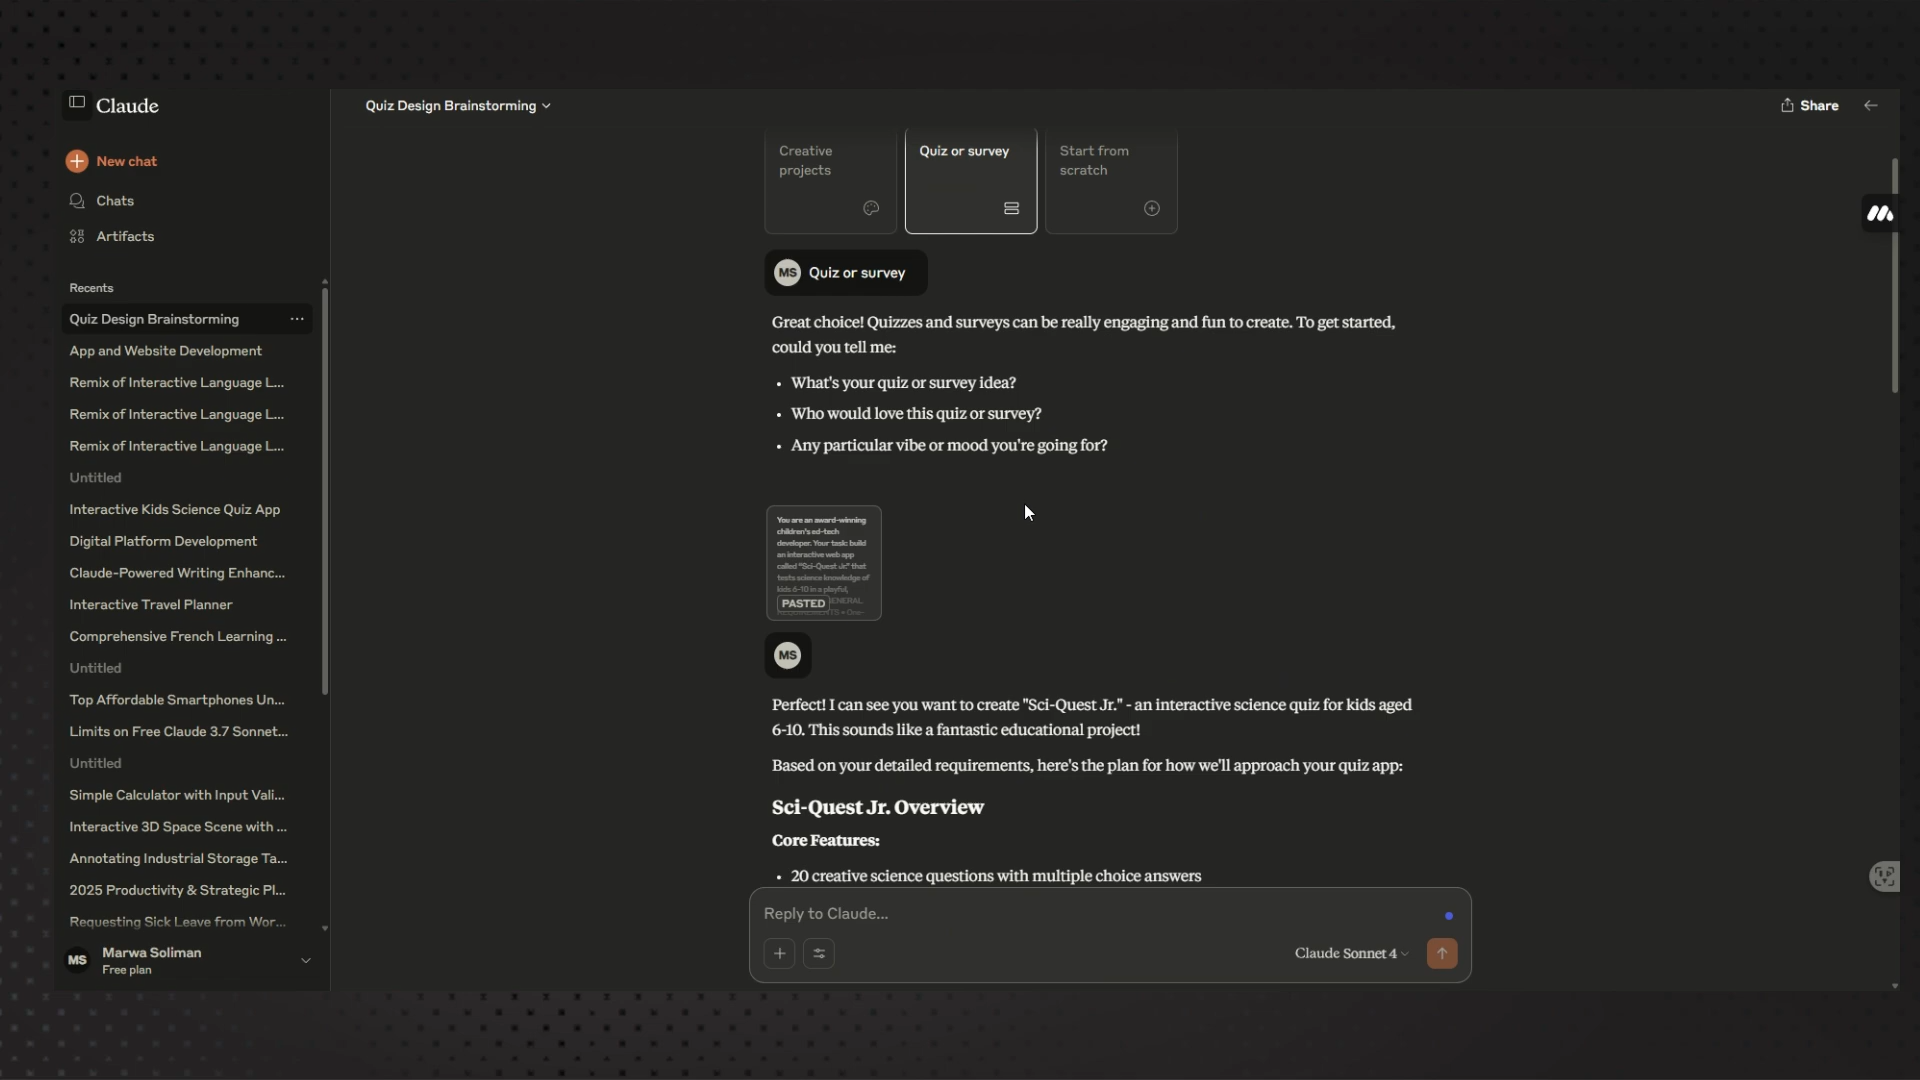 Claude
New chat
Chats
Artifacts
Recents
Quiz Design Brainstorming
App and Website Development
Remix of Interactive Language L...
Remix of Interactive Language L...
Remix of Interactive Language L...
Untitled
Interactive Kids Science Quiz App
Digital Platform Development
Claude-Powered Writing Enhanc...
Interactive Travel Planner
Comprehensive French Learning ...
Untitled
Top Affordable Smartphones Un...
Limits on Free Claude 3.7 Sonnet...
Untitled
Simple Calculator with Input Vali...
Interactive 3D Space Scene with ...
Annotating Industrial Storage Ta...
2025 Productivity & Strategic Pl...
Requesting Sick Leave from Wor...
MS
Marwa Soliman
Free plan
Quiz Design Brainstorming
Share
Creative
projects
Quiz or survey
Start from
scratch
MS Quiz or survey
Great choice! Quizzes and surveys can be really engaging and fun to create. To get started,
could you tell me:
• What's your quiz or survey idea?
• Who would love this quiz or survey?
• Any particular vibe or mood you're going for?
You are an award-winning
children's ed-tech
developer. Your task: build
an interactive web app
called "Sci-Quest Jr." that
tests science knowledge of
kids 6-10 in a playful,
PASTED ENERAL
• One-
MS
Perfect! I can see you want to create "Sci-Quest Jr." - an interactive science quiz for kids aged
6-10. This sounds like a fantastic educational project!
Based on your detailed requirements, here's the plan for how we'll approach your quiz app:
Sci-Quest Jr. Overview
Core Features:
• 20 creative science questions with multiple choice answers
Reply to Claude...
Claude Sonnet 4